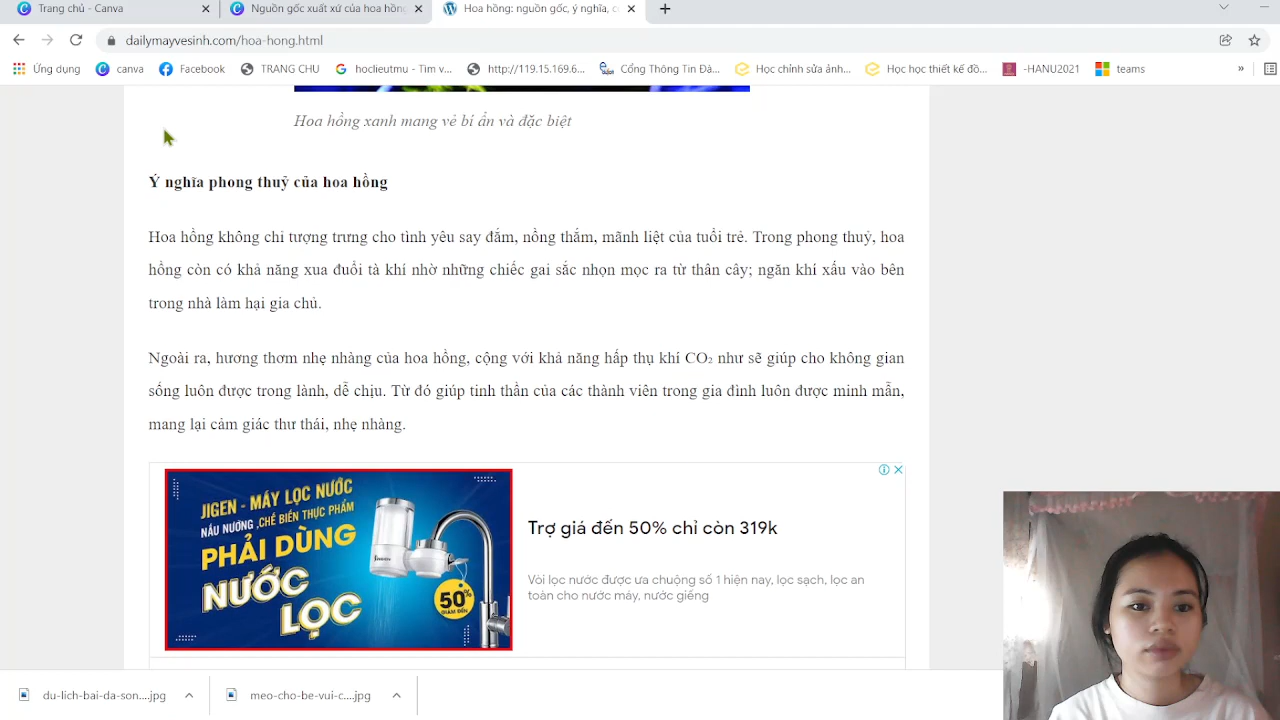 Trang chủ - Canva
Nguồn gốc xuất xứ của hoa hồng
Hoa hồng: nguồn gốc, ý nghĩa, c
dailymayvesinh.com/hoa-hong.html
Ứng dụng
canva
Facebook
TRANG CHU
hoclieutmu - Tìm v...
http://119.15.169.6...
Cổng Thông Tin Đà...
Học chỉnh sửa ảnh...
Học học thiết kế đồ...
-HANU2021
teams
»
Hoa hồng xanh mang vẻ bí ẩn và đặc biệt
Ý nghĩa phong thuỷ của hoa hồng
Hoa hồng không chỉ tượng trưng cho tình yêu say đắm, nồng thắm, mãnh liệt của tuổi trẻ. Trong phong thuỷ, hoa
hồng còn có khả năng xua đuổi tà khí nhờ những chiếc gai sắc nhọn mọc ra từ thân cây; ngăn khí xấu vào bên
trong nhà làm hại gia chủ.
Ngoài ra, hương thơm nhẹ nhàng của hoa hồng, cộng với khả năng hấp thụ khí CO₂ như sẽ giúp cho không gian
sống luôn được trong lành, dễ chịu. Từ đó giúp tinh thần của các thành viên trong gia đình luôn được minh mẫn,
mang lại cảm giác thư thái, nhẹ nhàng.
JIGEN - MÁY LỌC NƯỚC
NẤU NƯỚNG ,CHẾ BIẾN THỰC PHẨM
PHẢI DÙNG
NƯỚC
LỌC
50%
GIẢM ĐẾN
Trợ giá đến 50% chỉ còn 319k
Vòi lọc nước được ưa chuộng số 1 hiện nay, lọc sạch, lọc an
toàn cho nước máy, nước giếng
du-lich-bai-da-son....jpg
meo-cho-be-vui-c....jpg